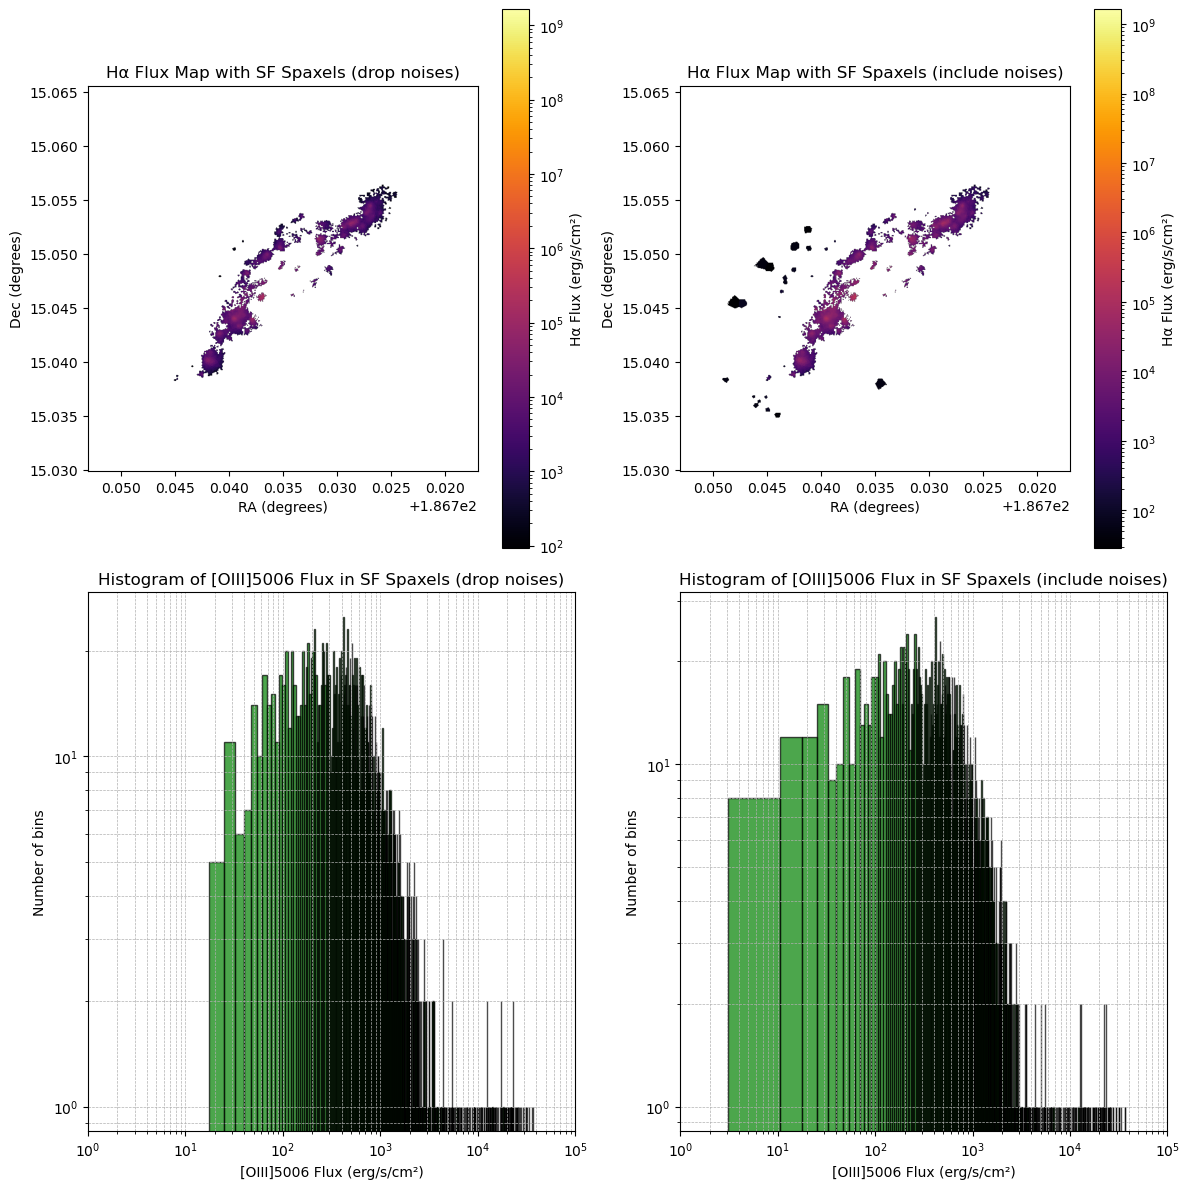 Hα Flux Map with SF Spaxels (drop noises)
15.065
15.060
15.055
15.050
15.045
15.040
15.035
15.030
Dec (degrees)
0.050 0.045 0.040 0.035 0.030 0.025 0.020
RA (degrees)
+1.867e2
10⁹
10⁸
10⁷
10⁶
10⁵
10⁴
10³
10²
Hα Flux (erg/s/cm²)
Hα Flux Map with SF Spaxels (include noises)
15.065
15.060
15.055
15.050
15.045
15.040
15.035
15.030
Dec (degrees)
0.050 0.045 0.040 0.035 0.030 0.025 0.020
RA (degrees)
+1.867e2
10⁹
10⁸
10⁷
10⁶
10⁵
10⁴
10³
10²
Hα Flux (erg/s/cm²)
Histogram of [OIII]5006 Flux in SF Spaxels (drop noises)
10¹
10⁰
Number of bins
10⁰ 10¹ 10² 10³ 10⁴ 10⁵
[OIII]5006 Flux (erg/s/cm²)
Histogram of [OIII]5006 Flux in SF Spaxels (include noises)
10¹
10⁰
Number of bins
10⁰ 10¹ 10² 10³ 10⁴ 10⁵
[OIII]5006 Flux (erg/s/cm²)